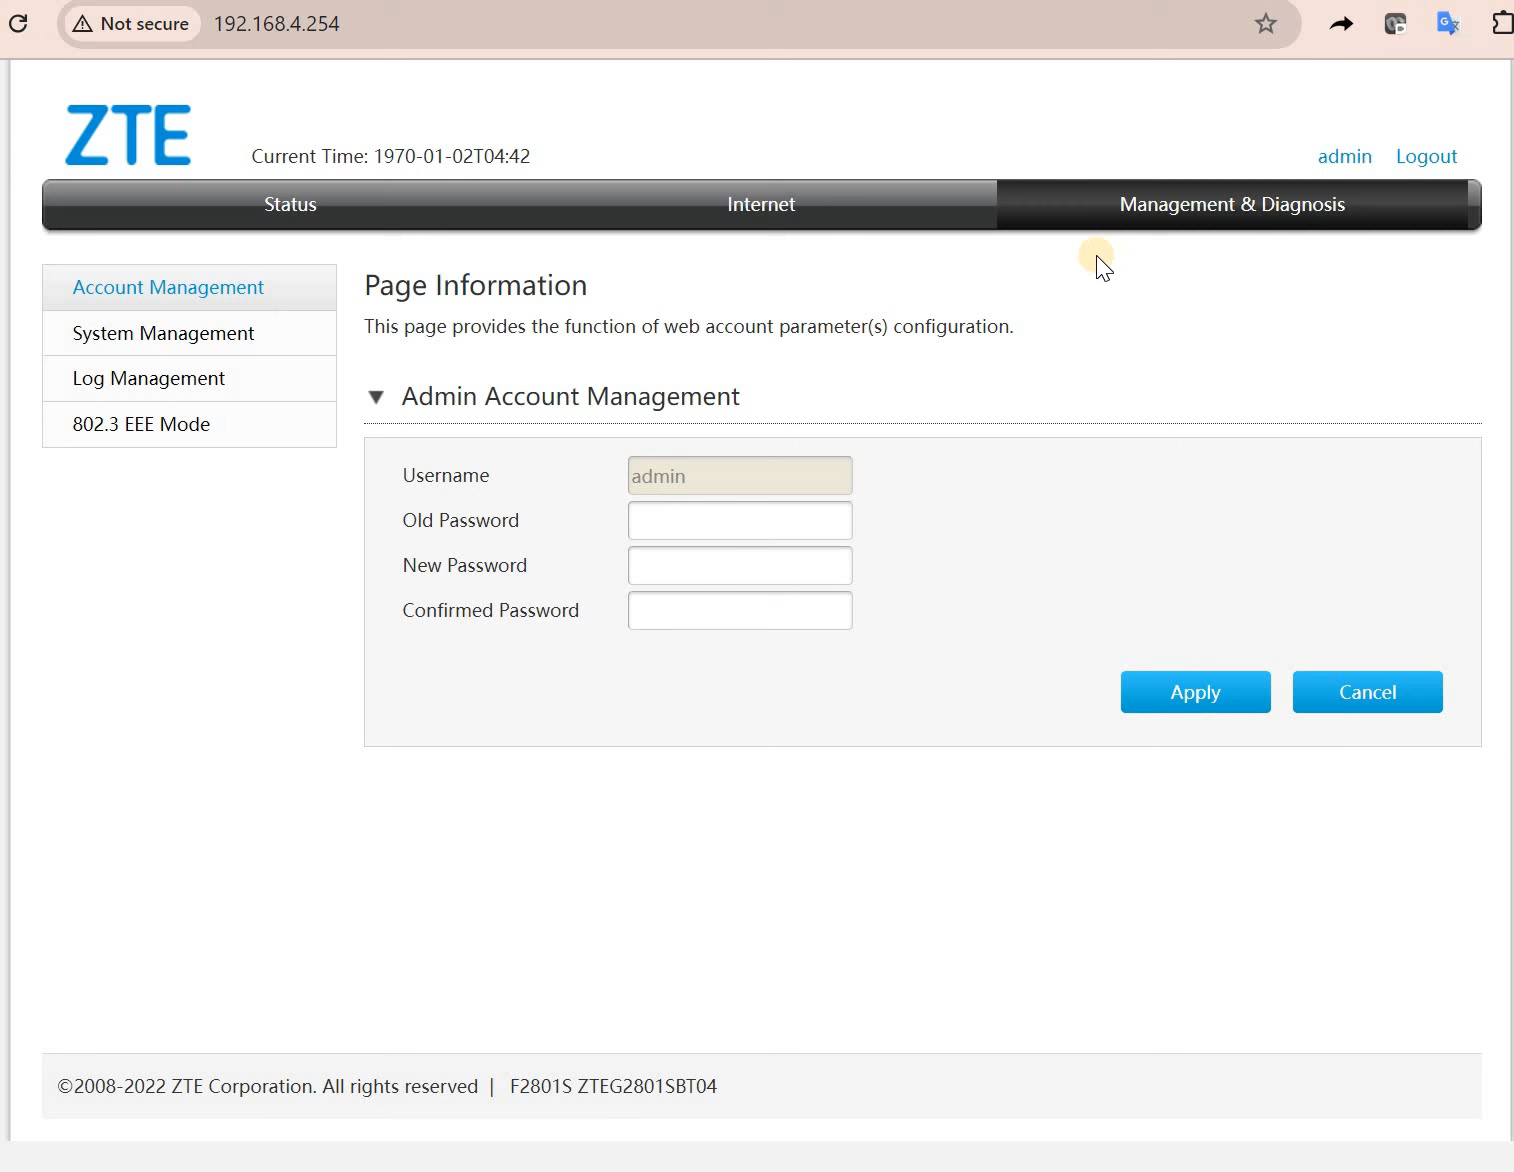 Not secure 192.168.4.254
ZTE
Current Time: 1970-01-02T04:42
admin Logout
Status Internet Management & Diagnosis
Account Management
System Management
Log Management
802.3 EEE Mode
Page Information
This page provides the function of web account parameter(s) configuration.
Admin Account Management
Username admin
Old Password
New Password
Confirmed Password
Apply Cancel
©2008-2022 ZTE Corporation. All rights reserved | F2801S ZTEG2801SBT04